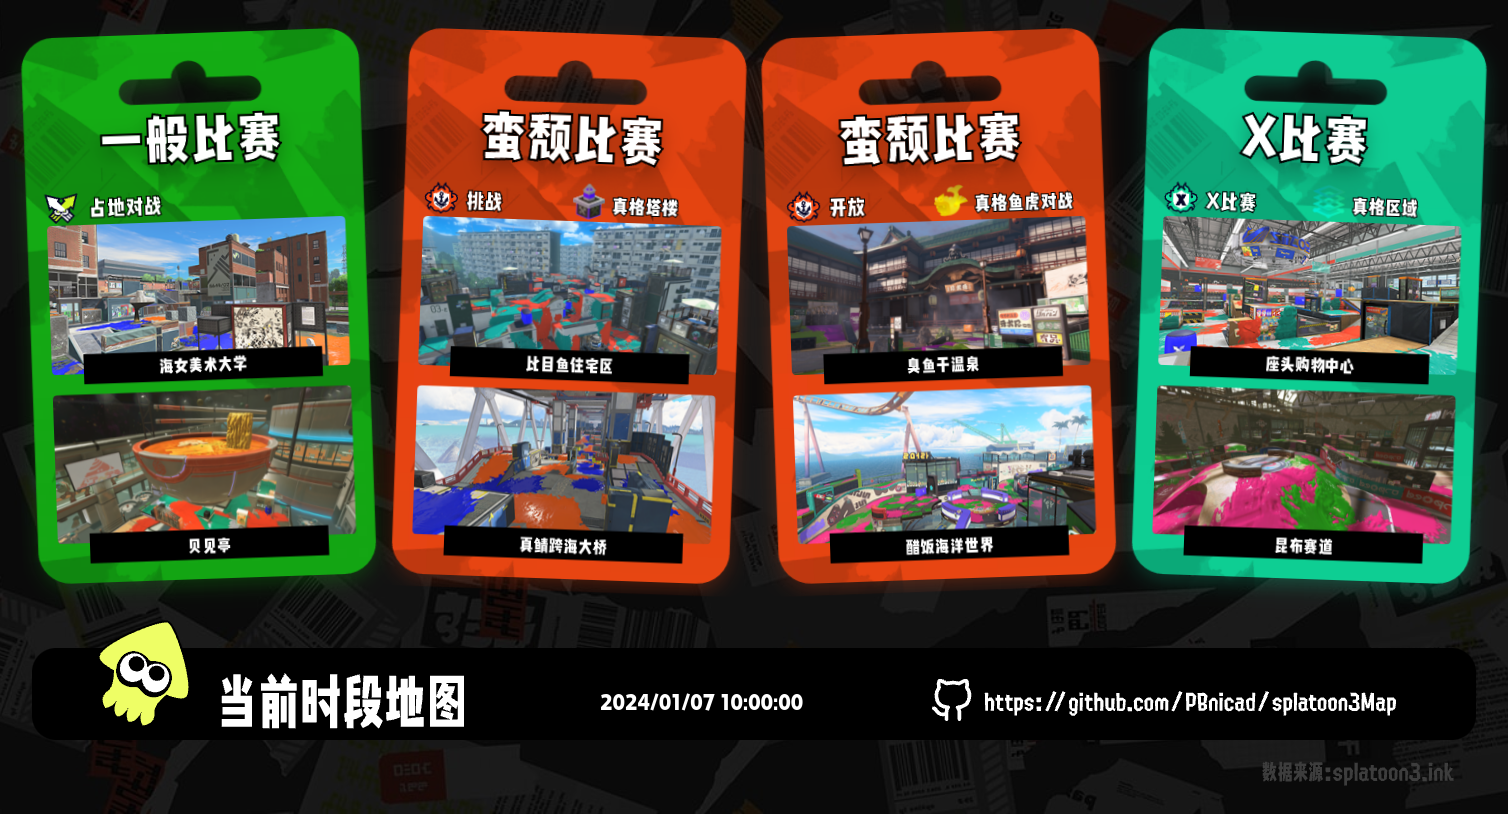 一般比赛
占地对战
海女美术大学
贝见亭
蛮颓比赛
挑战
真格塔楼
比目鱼住宅区
真鲭跨海大桥
蛮颓比赛
开放
真格鱼虎对战
臭鱼干温泉
醋饭海洋世界
X比赛
X比赛
真格区域
座头购物中心
昆布赛道
当前时段地图
2024/01/07 10:00:00
https://github.com/PBnicad/splatoon3Map
数据来源:splatoon3.ink